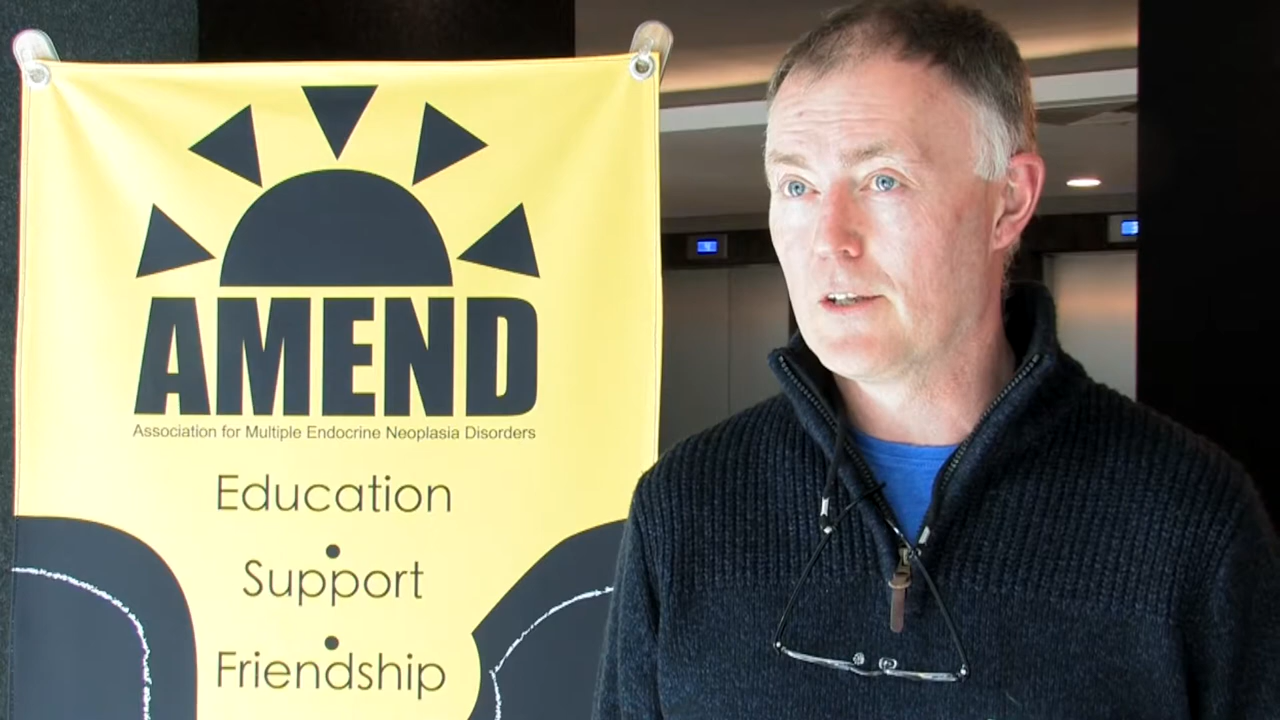 AMEND
Association for Multiple Endocrine Neoplasia Disorders
Education
•
Support
•
Friendship